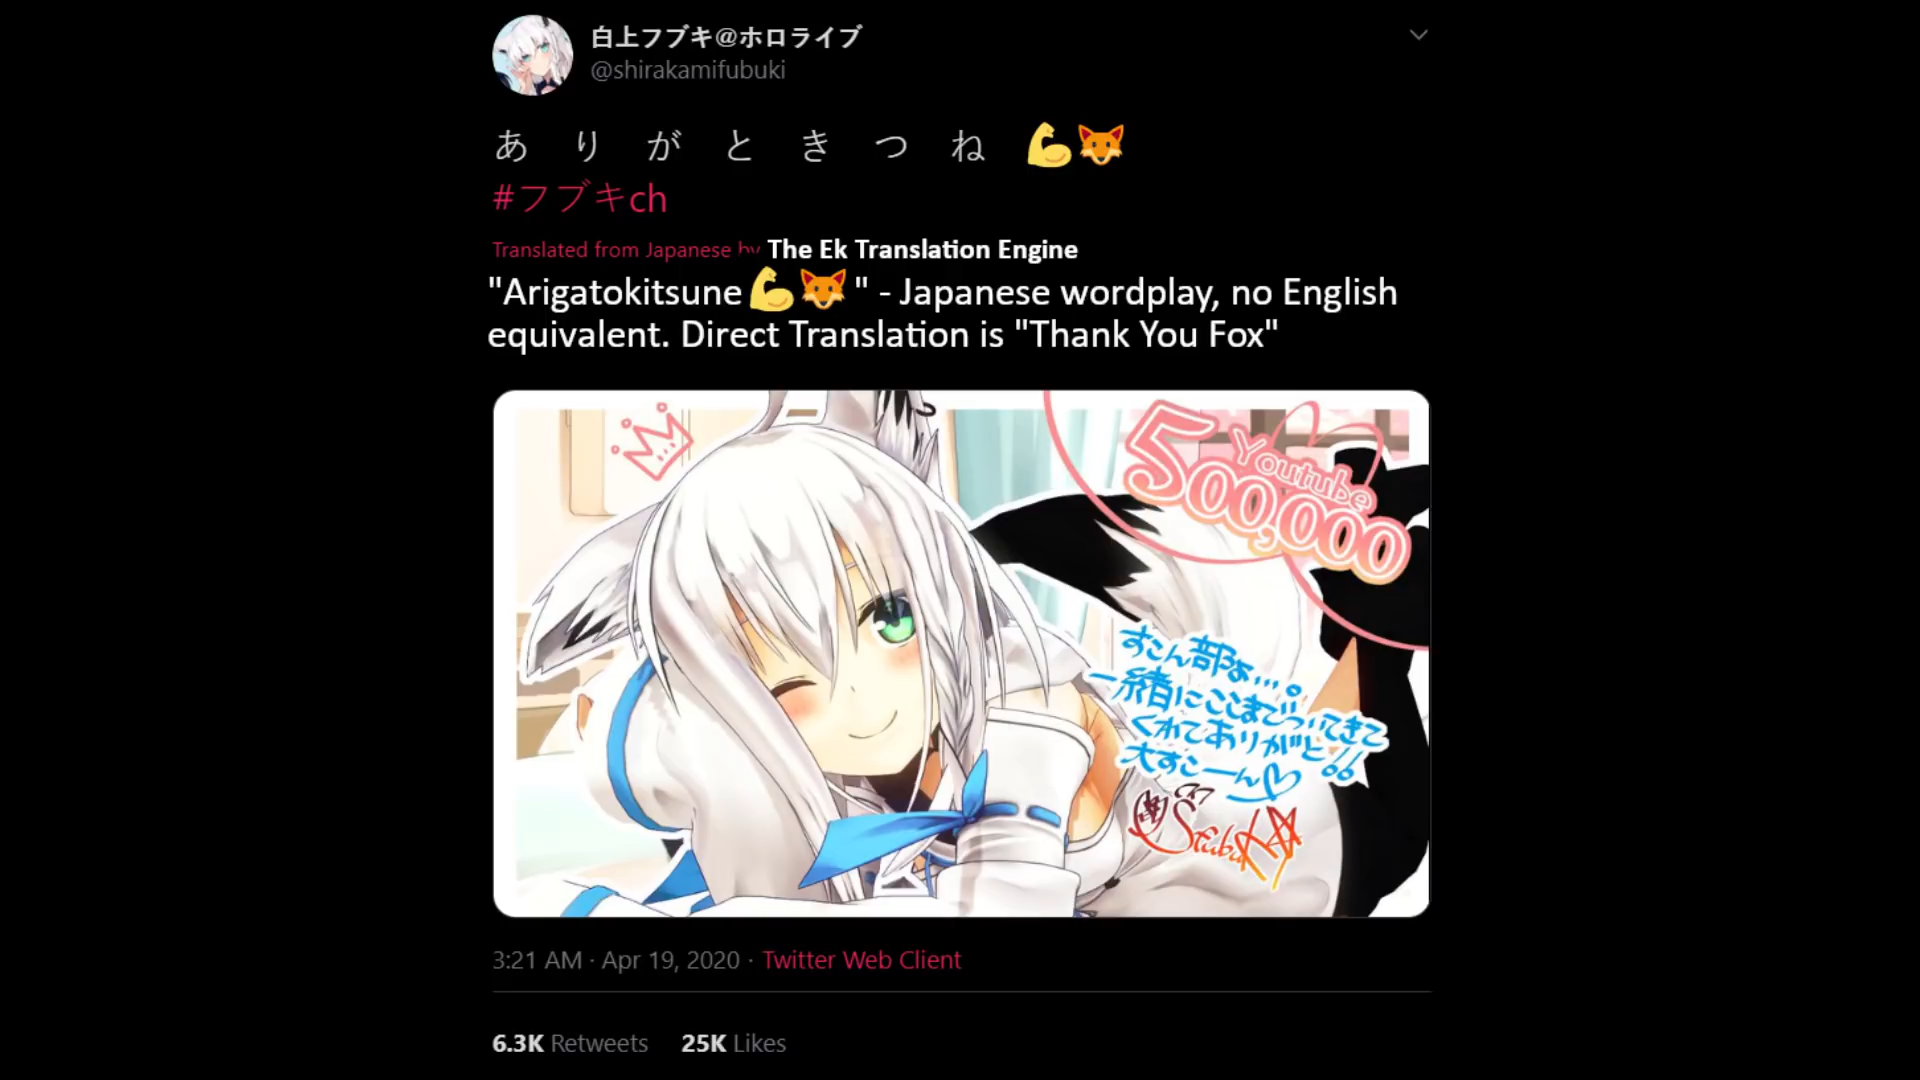 白上フブキ@ホロライブ
@shirakamifubuki
あ り が と き つ ね 💪🦊
#フブキch
Translated from Japanese by The Ek Translation Engine
"Arigatokitsune💪🦊" - Japanese wordplay, no English
equivalent. Direct Translation is "Thank You Fox"
Youtube
500,000
すこん部よ...。
一緒にここまでついてきて
くれてありがと!!
大すこーん♡
3:21 AM · Apr 19, 2020 · Twitter Web Client
6.3K Retweets 25K Likes